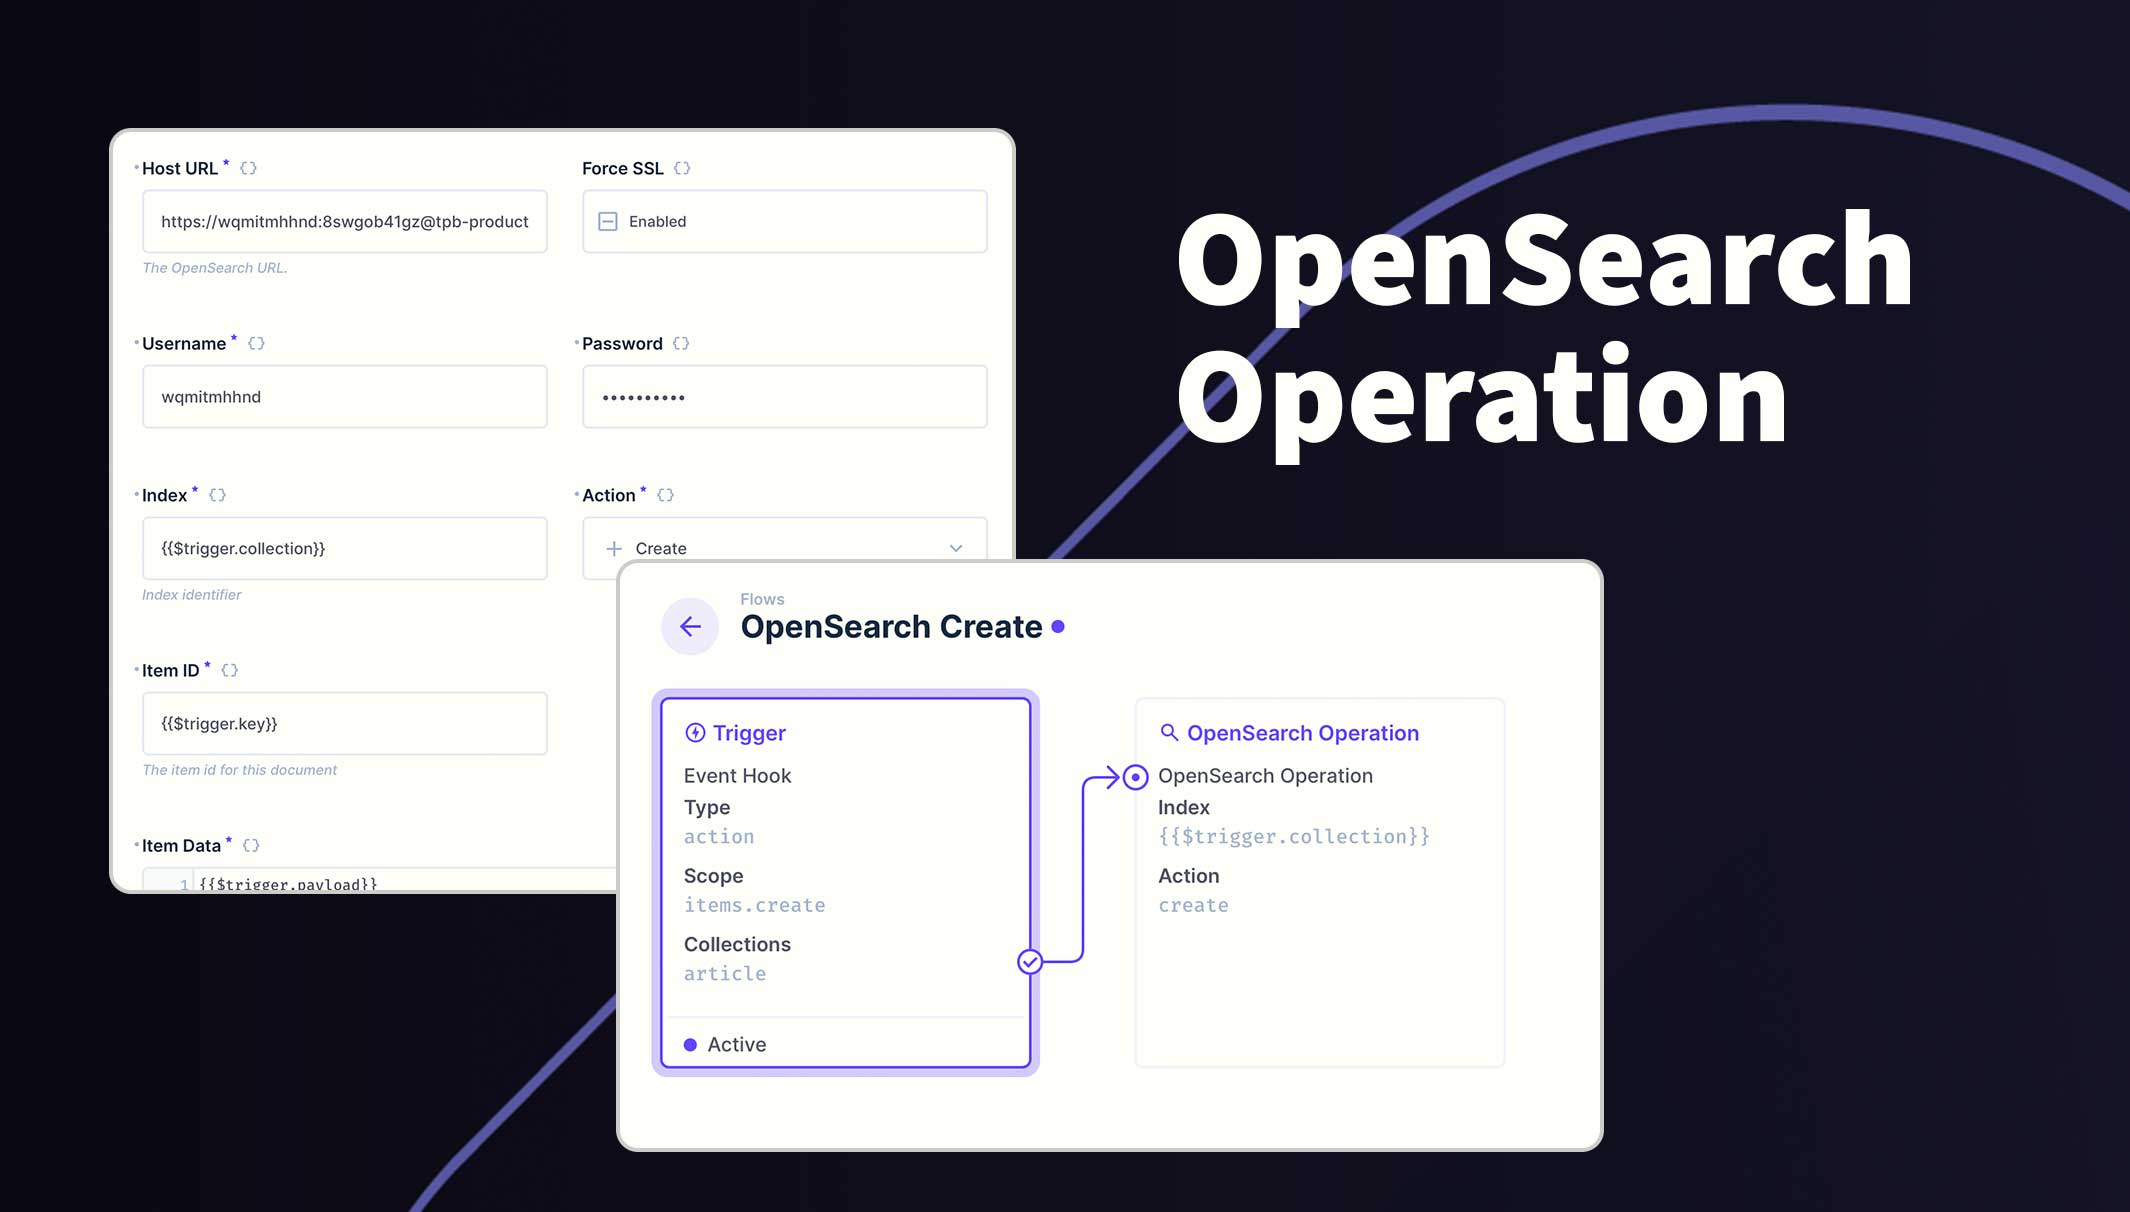 Host URL *
https://wqmitmhhnd:8swgob41gz@tpb-product
The OpenSearch URL.
Force SSL
Enabled
Username *
wqmitmhhnd
Password
••••••••••
Index *
{{$trigger.collection}}
Index identifier
Action *
Create
Item ID *
{{$trigger.key}}
The item id for this document
Item Data *
1 {{$trigger.payload}}
OpenSearch
Operation
Flows
OpenSearch Create
Trigger
Event Hook
Type
action
Scope
items.create
Collections
article
Active
OpenSearch Operation
OpenSearch Operation
Index
{{$trigger.collection}}
Action
create